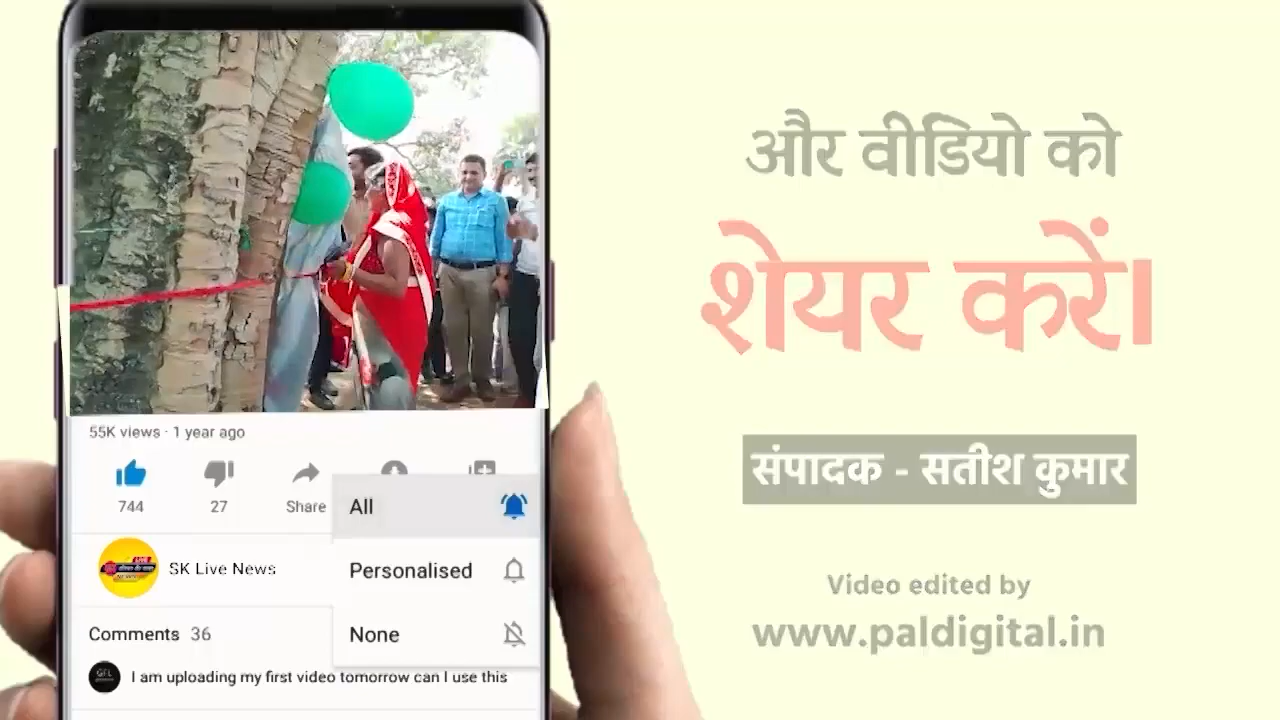 और वीडियो को
शेयर करें।
संपादक - सतीश कुमार
Video edited by
www.paldigital.in
55K views · 1 year ago
744
27
Share
All
Personalised
None
SK Live News
Comments 36
I am uploading my first video tomorrow can I use this